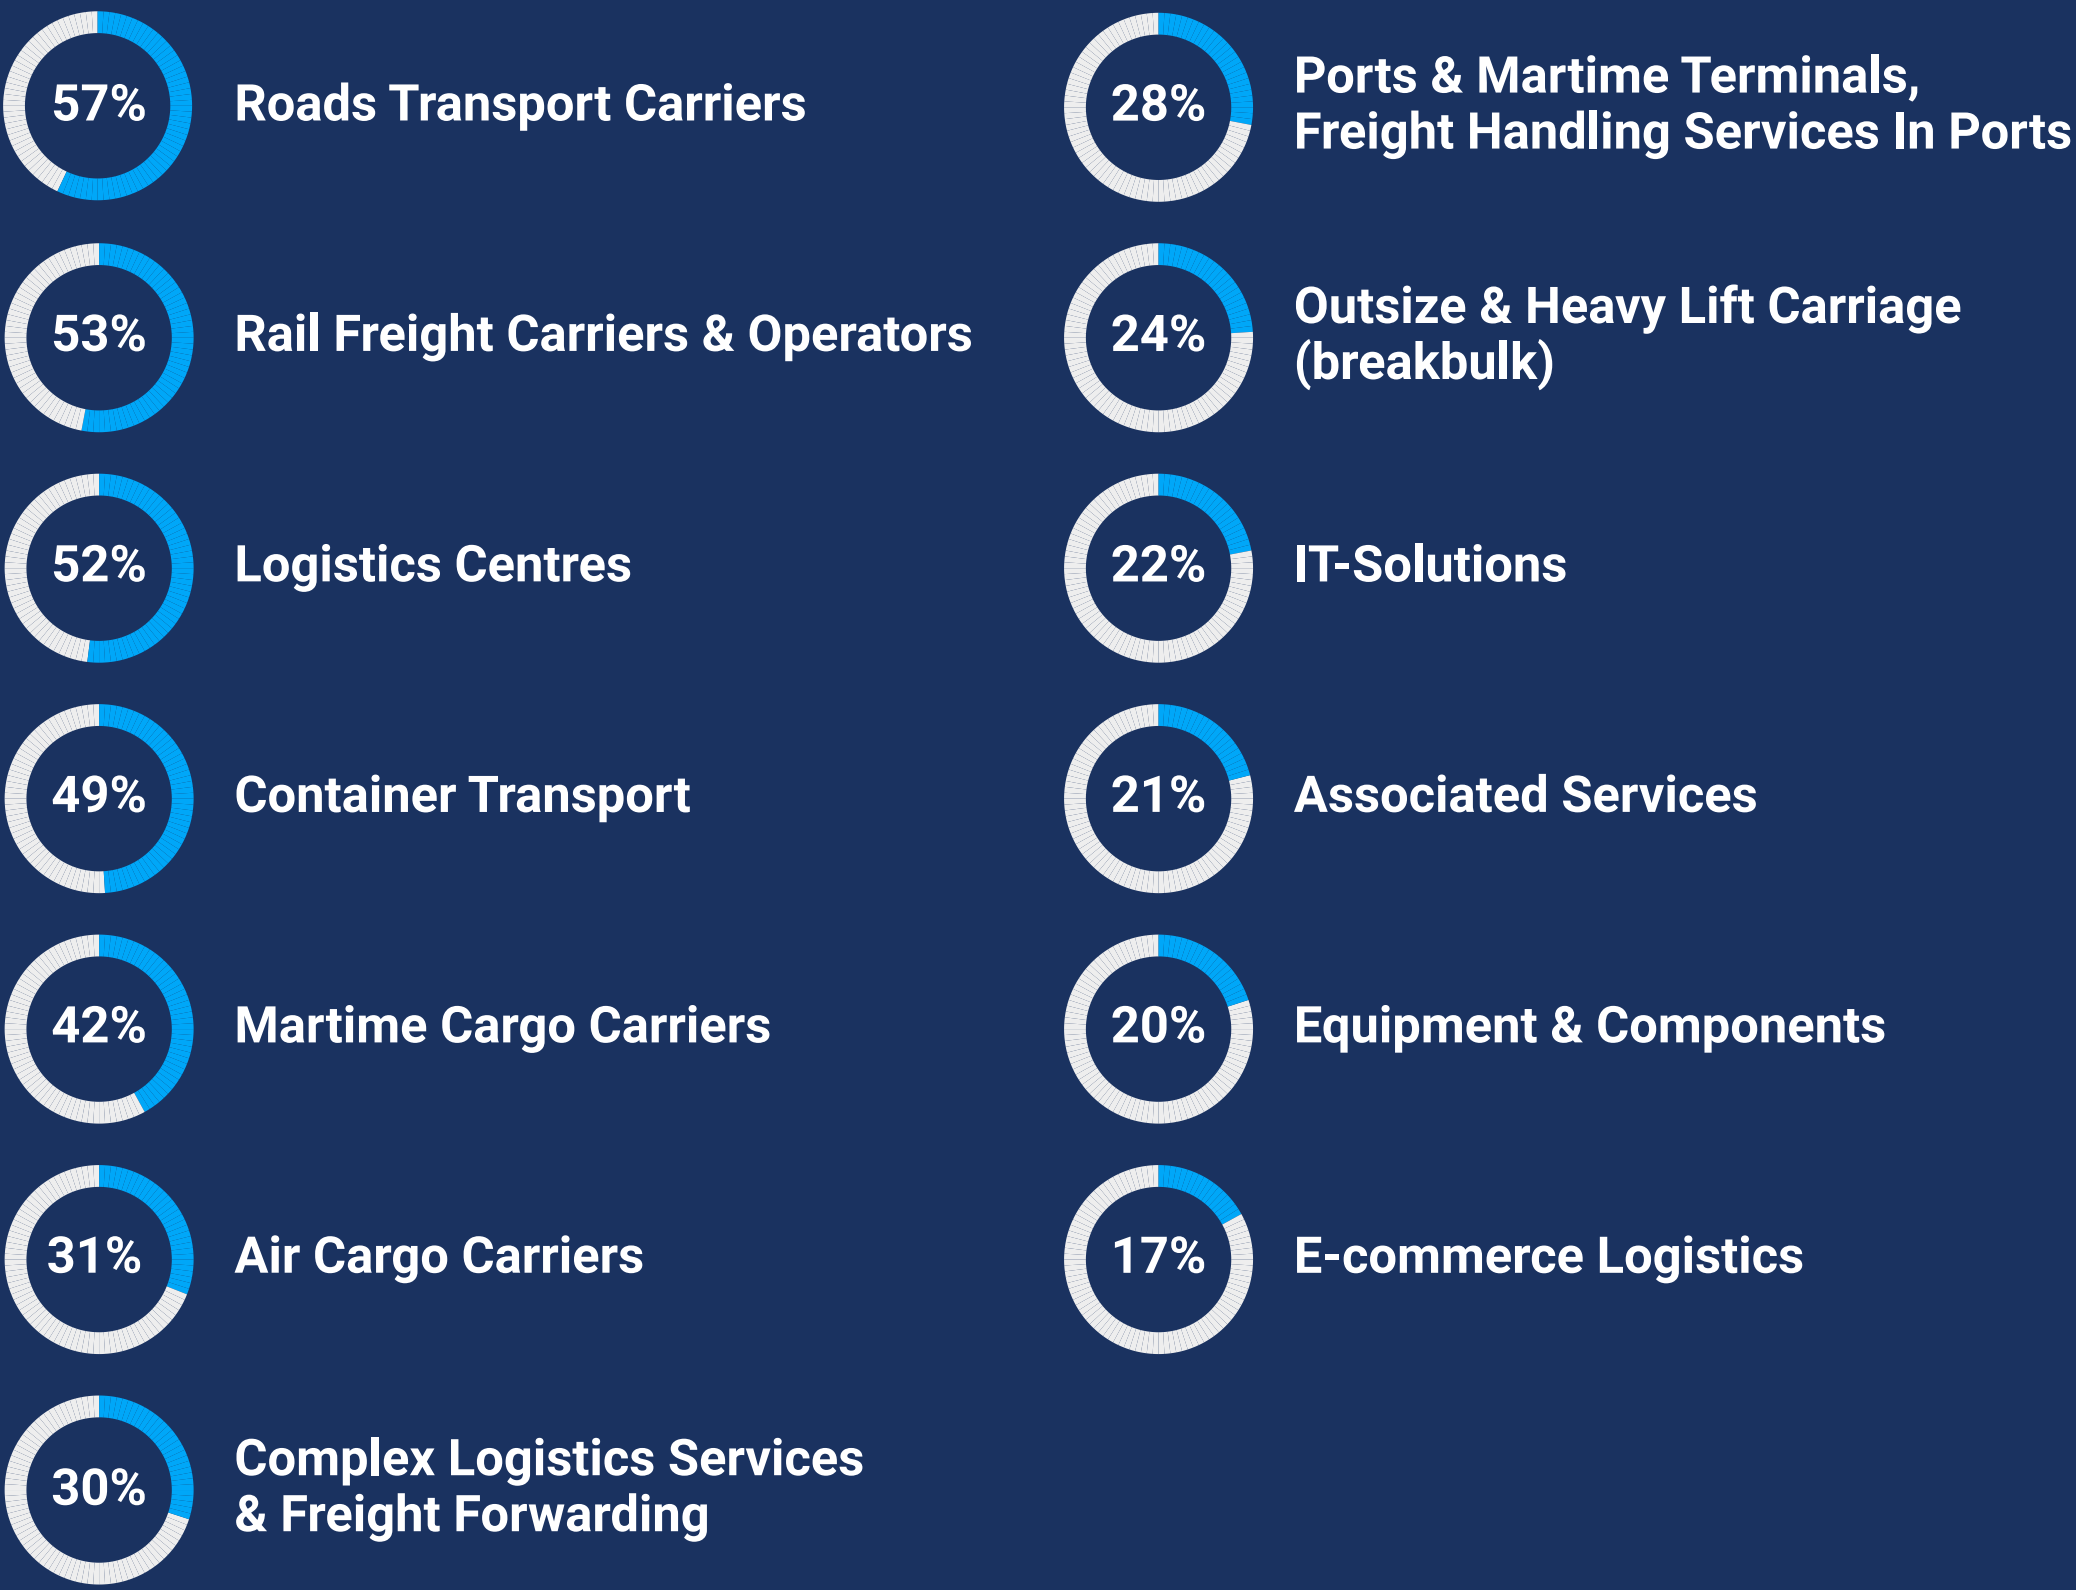 57%
Roads Transport Carriers
53%
Rail Freight Carriers & Operators
52%
Logistics Centres
49%
Container Transport
42%
Martime Cargo Carriers
31%
Air Cargo Carriers
30%
Complex Logistics Services
& Freight Forwarding
28%
Ports & Martime Terminals,
Freight Handling Services In Ports
24%
Outsize & Heavy Lift Carriage
(breakbulk)
22%
IT-Solutions
21%
Associated Services
20%
Equipment & Components
17%
E-commerce Logistics